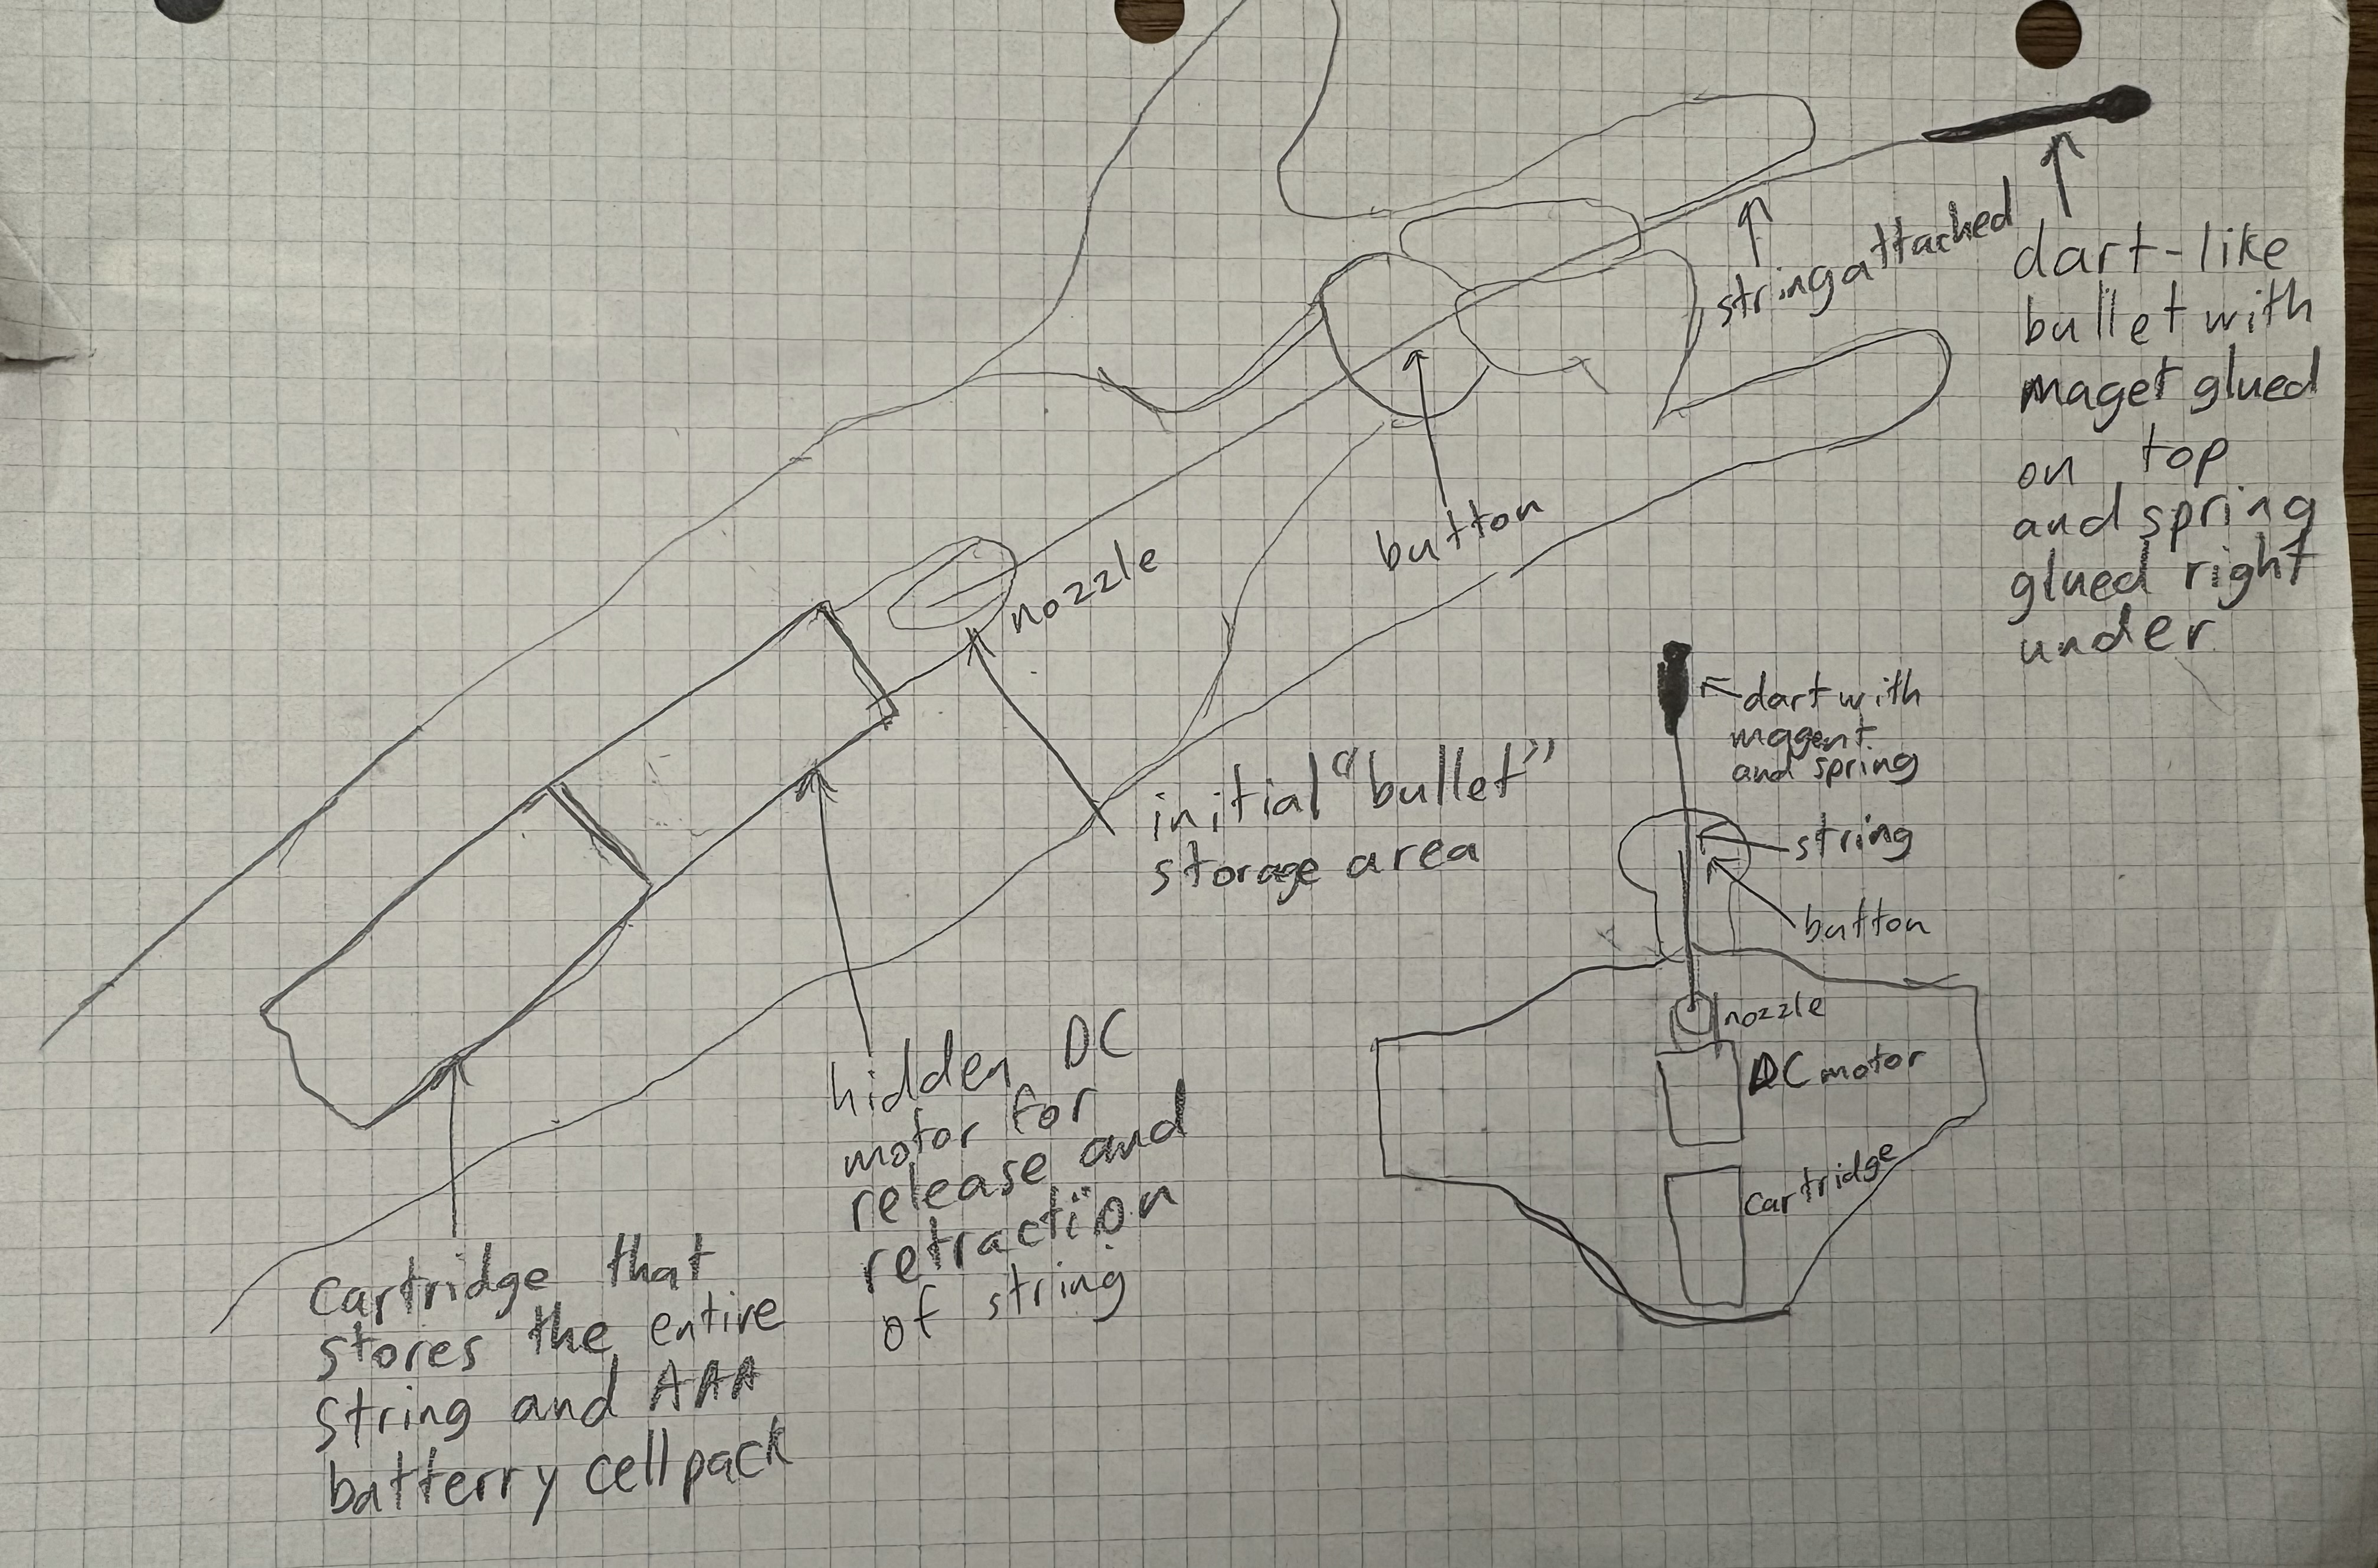 string attached
dart-like
bullet with
maget glued
on top
and spring
glued right
under
button
nozzle
initial "bullet"
storage area
dart with
magent
and spring
string
button
nozzle
DC motor
cartridge
hidden DC
motor for
release and
retraction
of string
Cartridge that
stores the entire
string and AAA
batterry cell pack